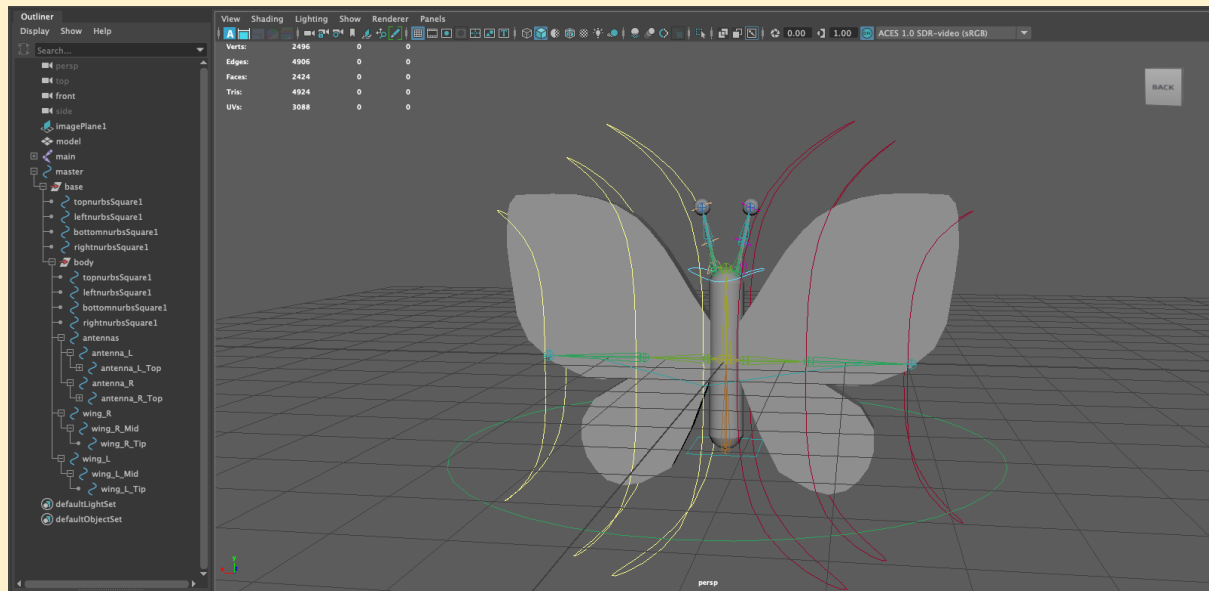 Outliner
Display Show Help
Search...
persp
top
front
side
imagePlane1
model
main
master
base
topnurbsSquare1
leftnurbsSquare1
bottomnurbsSquare1
rightnurbsSquare1
body
topnurbsSquare1
leftnurbsSquare1
bottomnurbsSquare1
rightnurbsSquare1
antennas
antenna_L
antenna_L_Top
antenna_R
antenna_R_Top
wing_R
wing_R_Mid
wing_R_Tip
wing_L
wing_L_Mid
wing_L_Tip
defaultLightSet
defaultObjectSet
View Shading Lighting Show Renderer Panels
A 0.00 1.00 ACES 1.0 SDR-video (sRGB)
Verts: 2496 0 0
Edges: 4906 0 0
Faces: 2424 0 0
Tris: 4924 0 0
UVs: 3088 0 0
BACK
y
persp